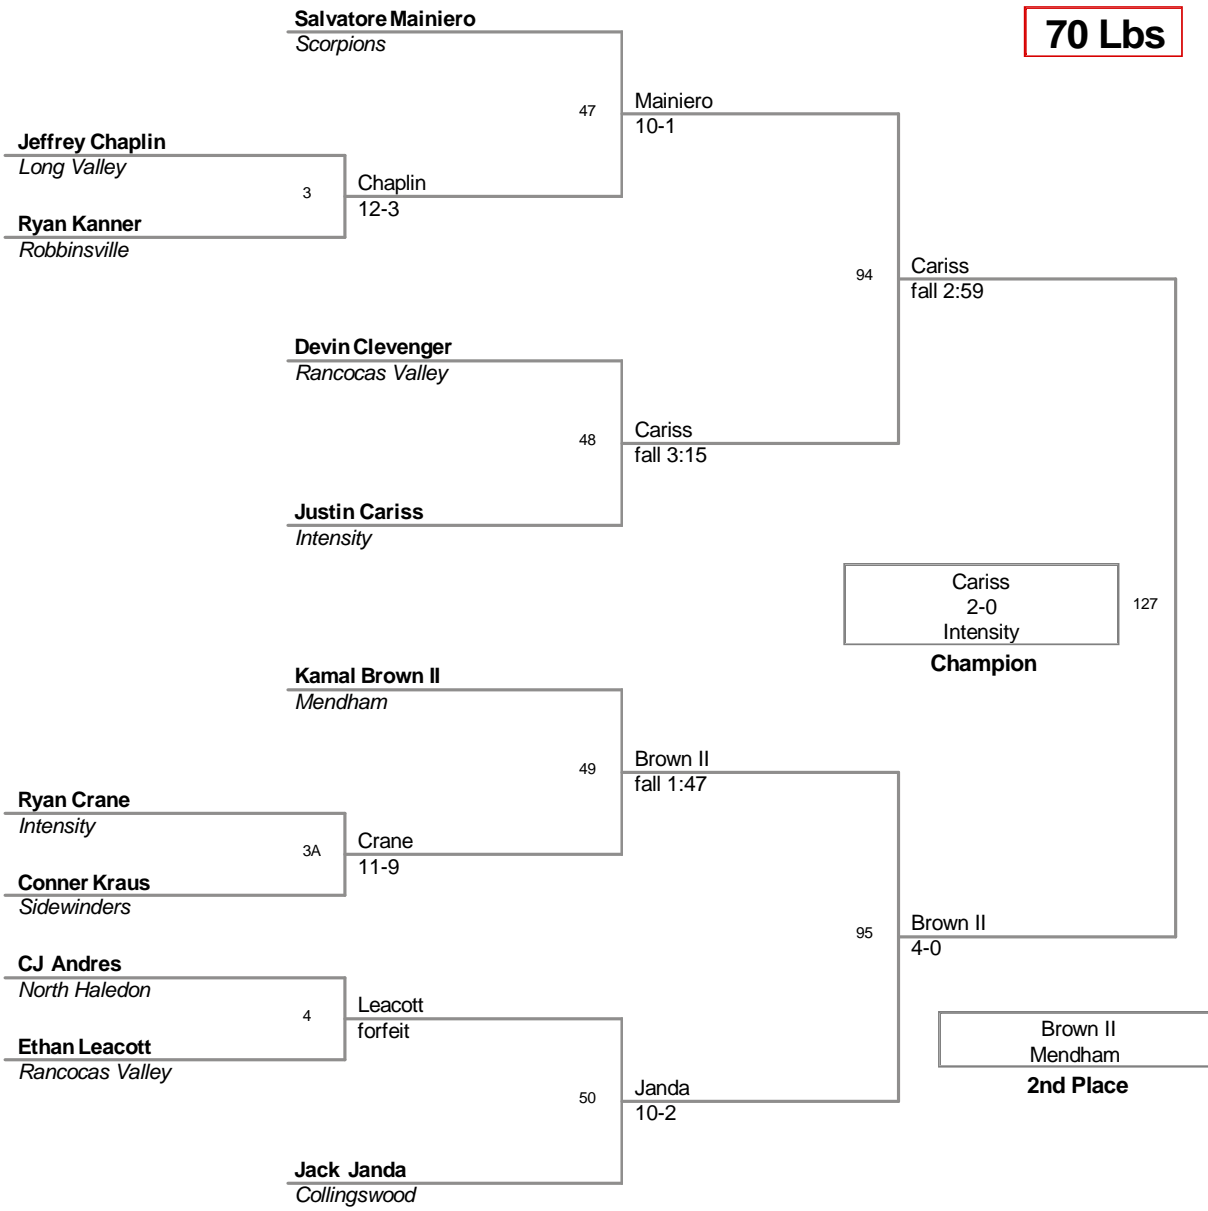 70 Lbs
Salvatore Mainiero
Scorpions
47
Mainiero
10-1
Jeffrey Chaplin
Long Valley
3
Chaplin
12-3
Ryan Kanner
Robbinsville
94
Cariss
fall 2:59
Devin Clevenger
Rancocas Valley
48
Cariss
fall 3:15
Justin Cariss
Intensity
Cariss
2-0
Intensity
127
Champion
Kamal Brown II
Mendham
49
Brown II
fall 1:47
Ryan Crane
Intensity
3A
Crane
11-9
Conner Kraus
Sidewinders
95
Brown II
4-0
CJ Andres
North Haledon
4
Leacott
forfeit
Ethan Leacott
Rancocas Valley
Brown II
Mendham
2nd Place
50
Janda
10-2
Jack Janda
Collingswood